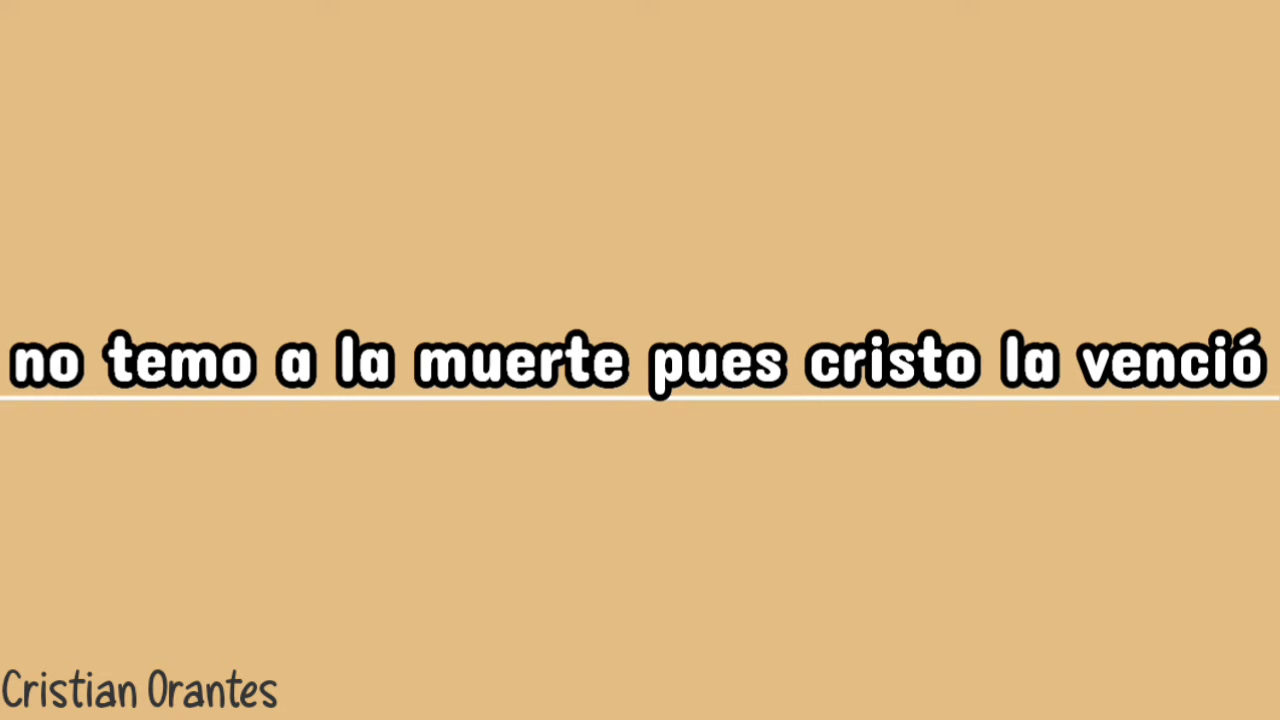 no temo a la muerte pues cristo la venció
Cristian Orantes